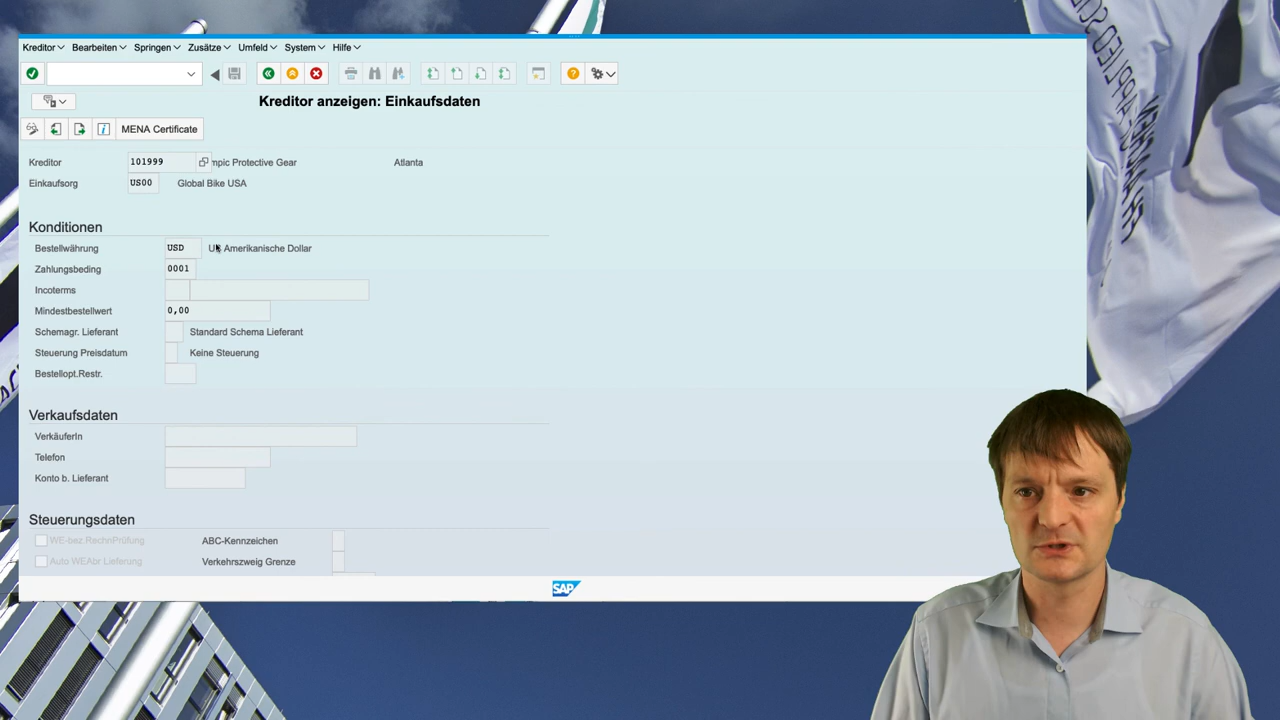 Kreditor Bearbeiten Springen Zusätze Umfeld System Hilfe
Kreditor anzeigen: Einkaufsdaten
MENA Certificate
Kreditor 101999 mpic Protective Gear Atlanta
Einkaufsorg US00 Global Bike USA
Konditionen
Bestellwährung USD Amerikanische Dollar
Zahlungsbeding 0001
Incoterms
Mindestbestellwert 0,00
Schemagr. Lieferant Standard Schema Lieferant
Steuerung Preisdatum Keine Steuerung
Bestellopt.Restr.
Verkaufsdaten
VerkäuferIn
Telefon
Konto b. Lieferant
Steuerungsdaten
WE-bez RechnPrüfung ABC-Kennzeichen
Auto WEAbr Lieferung Verkehrszweig Grenze
SAP